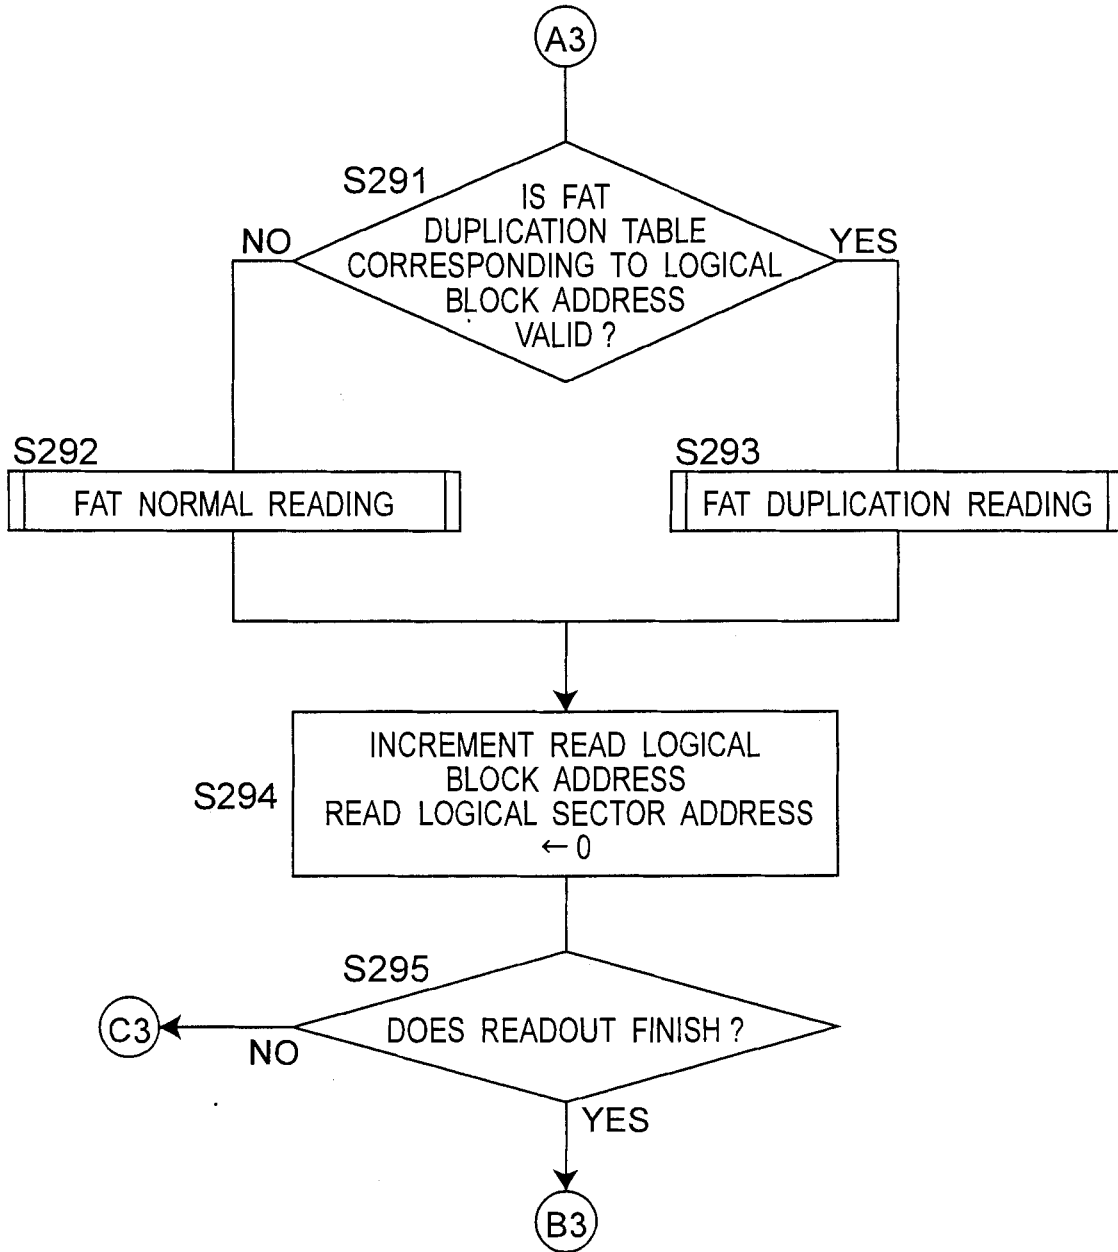 A3
S291
IS FAT
DUPLICATION TABLE
CORRESPONDING TO LOGICAL
BLOCK ADDRESS
VALID ?
NO
YES
S292
FAT NORMAL READING
S293
FAT DUPLICATION READING
S294
INCREMENT READ LOGICAL
BLOCK ADDRESS
READ LOGICAL SECTOR ADDRESS
← 0
S295
DOES READOUT FINISH ?
C3
NO
YES
B3